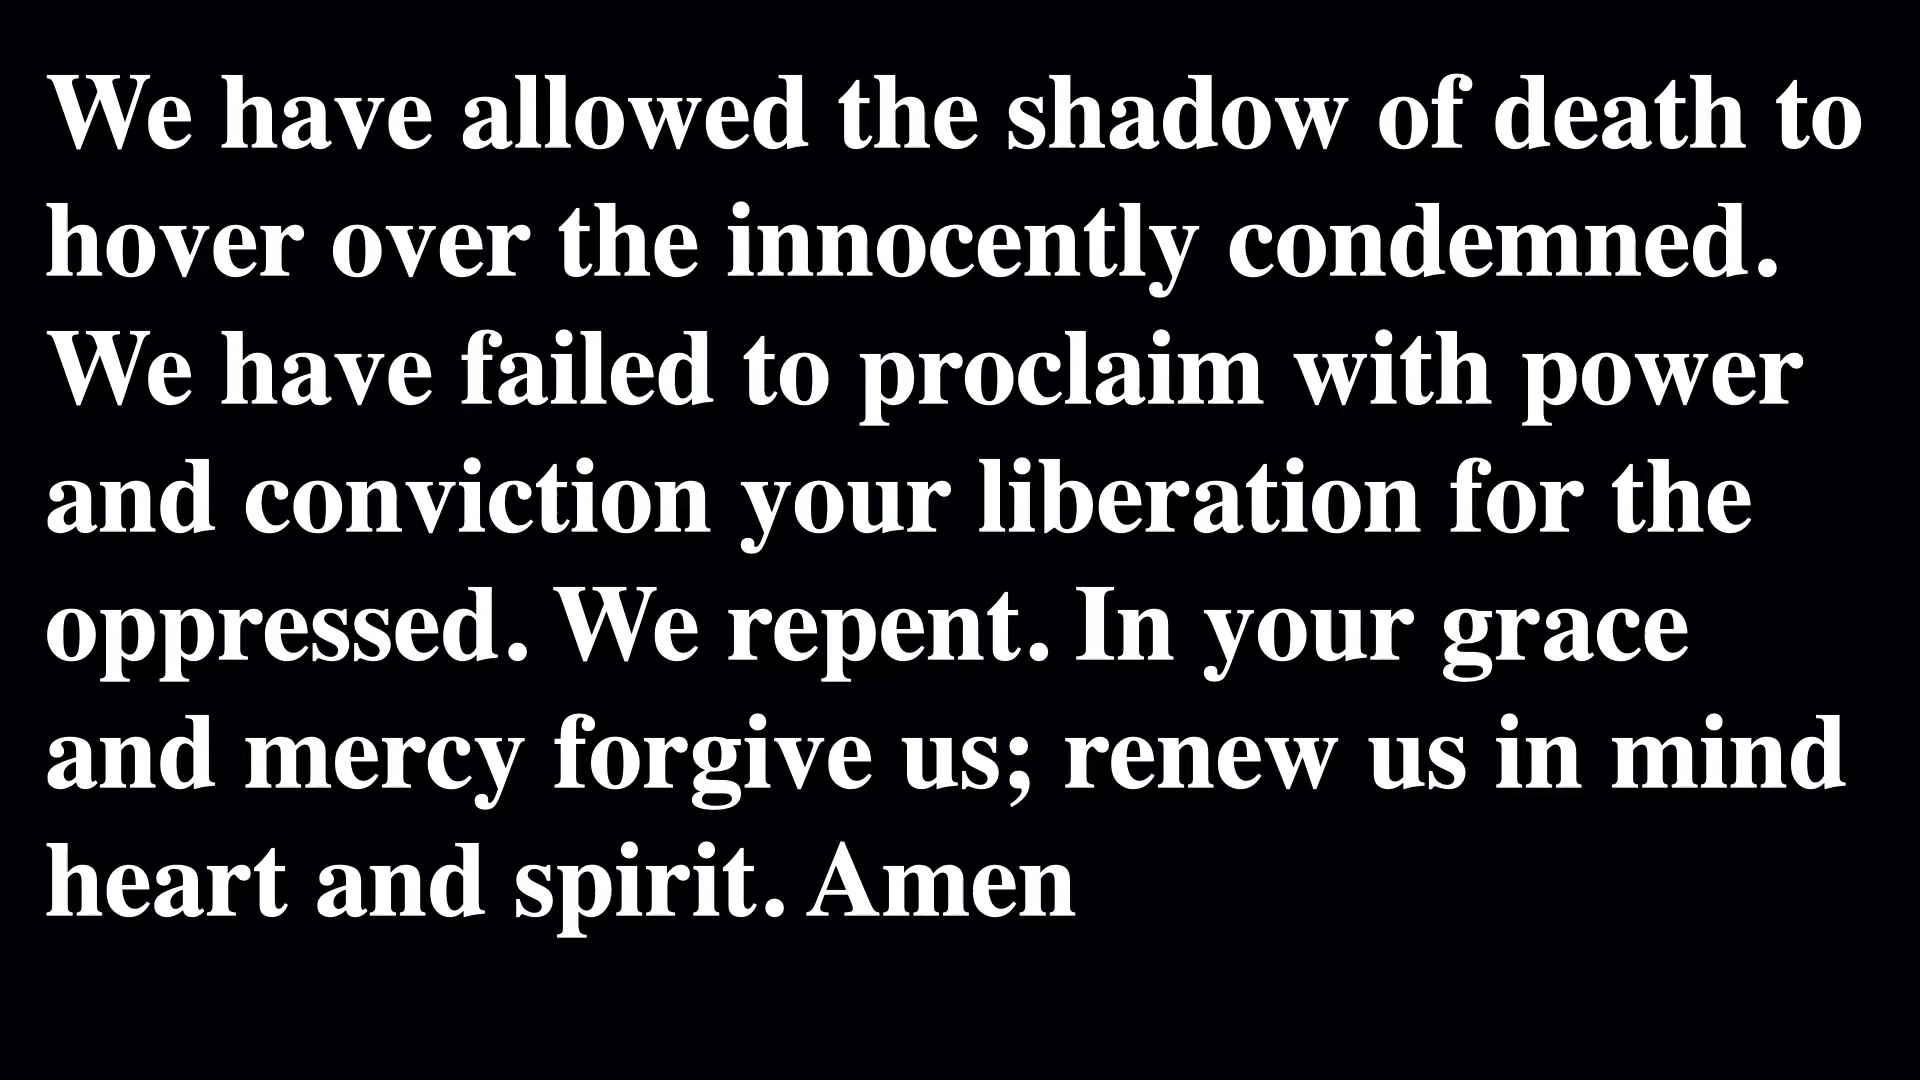 We have allowed the shadow of death to
hover over the innocently condemned.
We have failed to proclaim with power
and conviction your liberation for the
oppressed. We repent. In your grace
and mercy forgive us; renew us in mind
heart and spirit. Amen